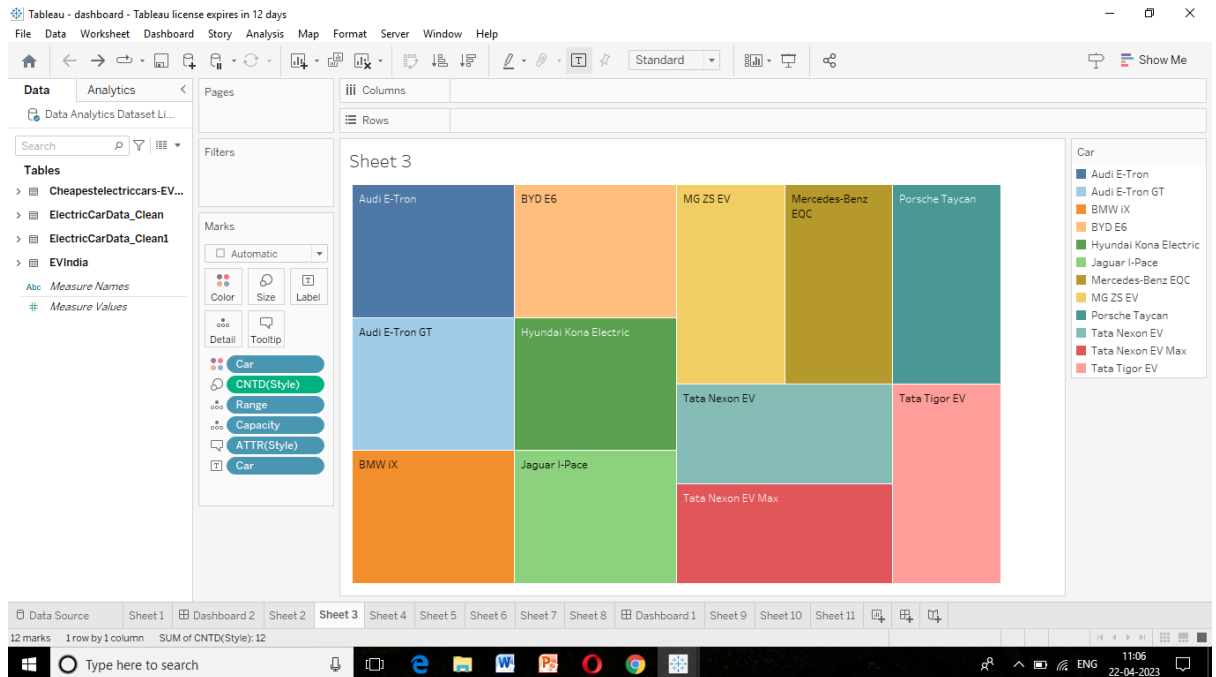 Tableau - dashboard - Tableau license expires in 12 days
File Data Worksheet Dashboard Story Analysis Map Format Server Window Help
Standard
Show Me
Data Analytics
Data Analytics Dataset Li...
Search
Tables
Cheapestelectriccars-EV...
ElectricCarData_Clean
ElectricCarData_Clean1
EVIndia
Abc Measure Names
# Measure Values
Pages
Filters
Marks
Automatic
Color Size Label
Detail Tooltip
Car
CNTD(Style)
Range
Capacity
ATTR(Style)
Car
Columns
Rows
Sheet 3
Audi E-Tron
BYD E6
MG ZS EV
Mercedes-Benz
EQC
Porsche Taycan
Audi E-Tron GT
Hyundai Kona Electric
Tata Nexon EV
Tata Tigor EV
BMW iX
Jaguar I-Pace
Tata Nexon EV Max
Car
Audi E-Tron
Audi E-Tron GT
BMW iX
BYD E6
Hyundai Kona Electric
Jaguar I-Pace
Mercedes-Benz EQC
MG ZS EV
Porsche Taycan
Tata Nexon EV
Tata Nexon EV Max
Tata Tigor EV
Data Source Sheet 1 Dashboard 2 Sheet 2 Sheet 3 Sheet 4 Sheet 5 Sheet 6 Sheet 7 Sheet 8 Dashboard 1 Sheet 9 Sheet 10 Sheet 11
12 marks 1 row by 1 column SUM of CNTD(Style): 12
Type here to search
ENG
11:06
22-04-2023